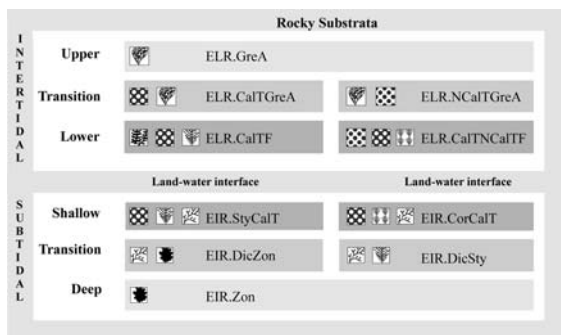 Rocky Substrata
INTERTIDAL
Upper ELR.GreA
Transition ELR.CalTGreA ELR.NCalTGreA
Lower ELR.CalTF ELR.CalTNCalTF
Land-water interface Land-water interface
SUBTIDAL
Shallow EIR.StyCalT EIR.CorCalT
Transition EIR.DicZon EIR.DicSty
Deep EIR.Zon